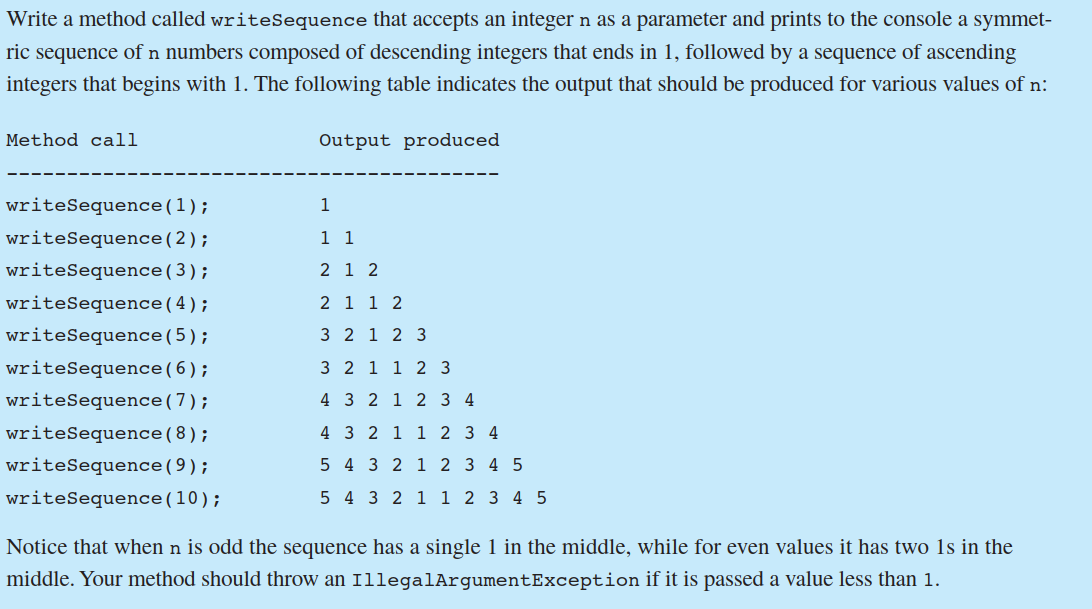 Write a method called writeSequence that accepts an integer n as a parameter and prints to the console a symmet-
ric sequence of n numbers composed of descending integers that ends in 1, followed by a sequence of ascending
integers that begins with 1. The following table indicates the output that should be produced for various values of n:
Method call Output produced
-----------------------------------------
writeSequence(1); 1
writeSequence(2); 1 1
writeSequence(3); 2 1 2
writeSequence(4); 2 1 1 2
writeSequence(5); 3 2 1 2 3
writeSequence(6); 3 2 1 1 2 3
writeSequence(7); 4 3 2 1 2 3 4
writeSequence(8); 4 3 2 1 1 2 3 4
writeSequence(9); 5 4 3 2 1 2 3 4 5
writeSequence(10); 5 4 3 2 1 1 2 3 4 5
Notice that when n is odd the sequence has a single 1 in the middle, while for even values it has two 1s in the
middle. Your method should throw an IllegalArgumentException if it is passed a value less than 1.